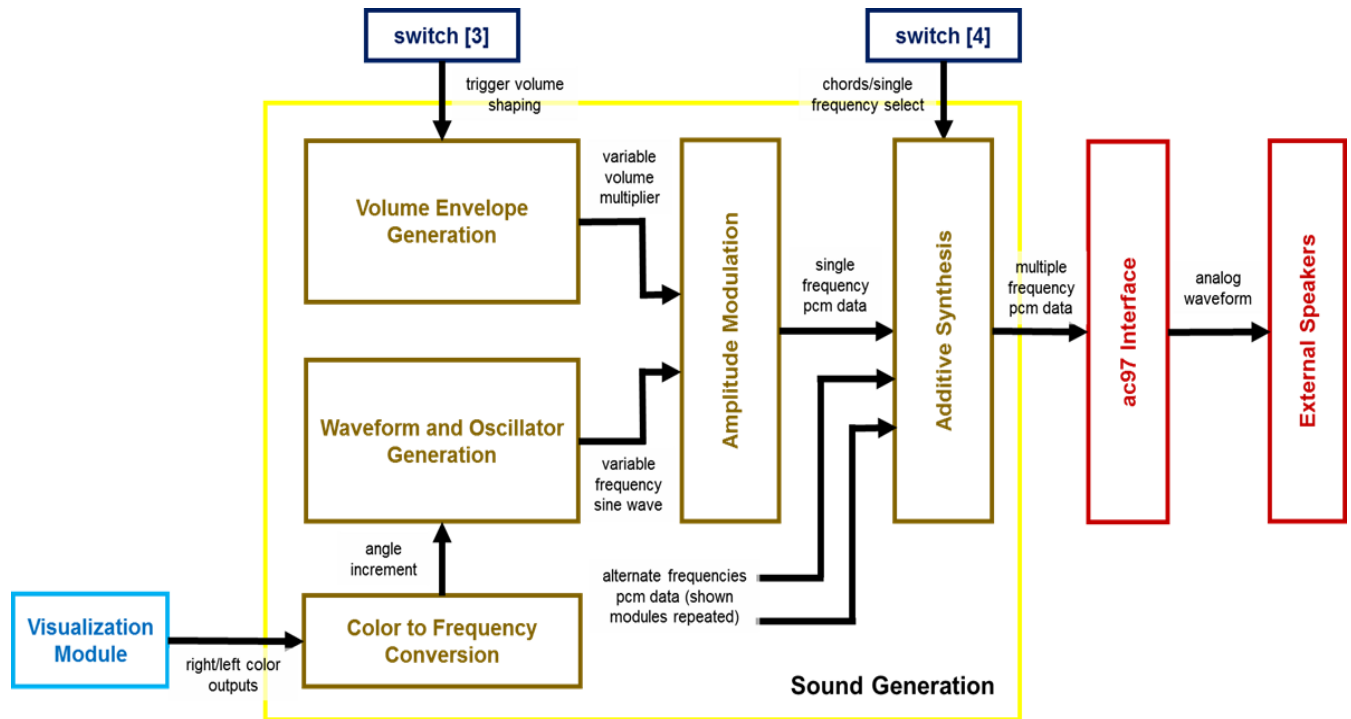 switch [3]
switch [4]
trigger volume
shaping
chords/single
frequency select
Volume Envelope
Generation
variable
volume
multiplier
Amplitude Modulation
single
frequency
pcm data
Additive Synthesis
multiple
frequency
pcm data
ac97 Interface
analog
waveform
External Speakers
Waveform and Oscillator
Generation
variable
frequency
sine wave
angle
increment
alternate frequencies
pcm data (shown
modules repeated)
Visualization
Module
right/left color
outputs
Color to Frequency
Conversion
Sound Generation